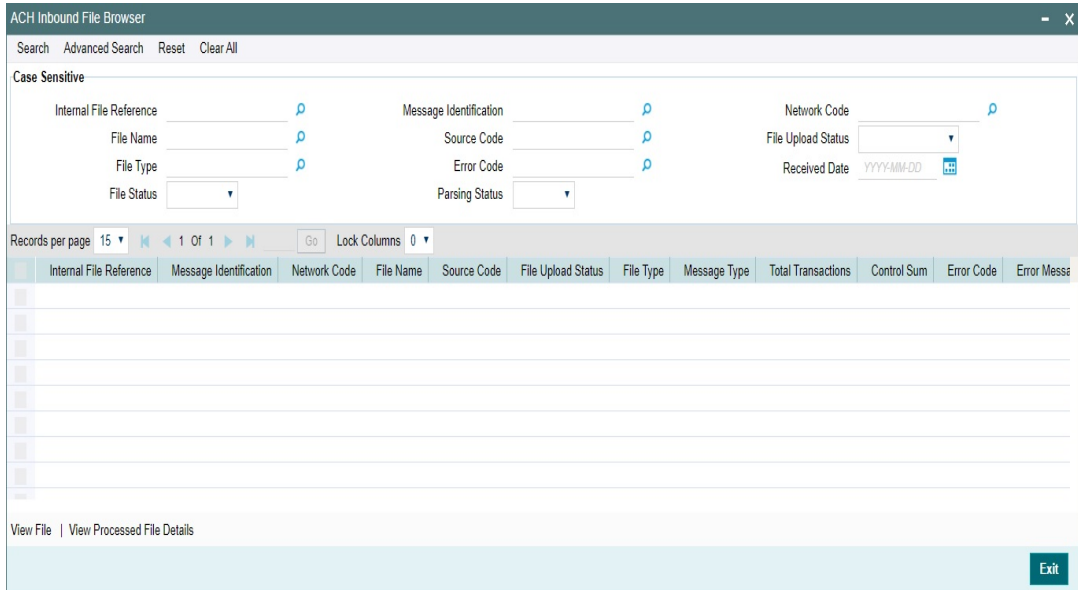 ACH Inbound File Browser - X
Search Advanced Search Reset Clear All
Case Sensitive
Internal File Reference Message Identification Network Code
File Name Source Code File Upload Status
File Type Error Code Received Date YYYY-MM-DD
File Status Parsing Status
Records per page 15 1 Of 1 Go Lock Columns 0
Internal File Reference Message Identification Network Code File Name Source Code File Upload Status File Type Message Type Total Transactions Control Sum Error Code Error Messa
View File | View Processed File Details
Exit